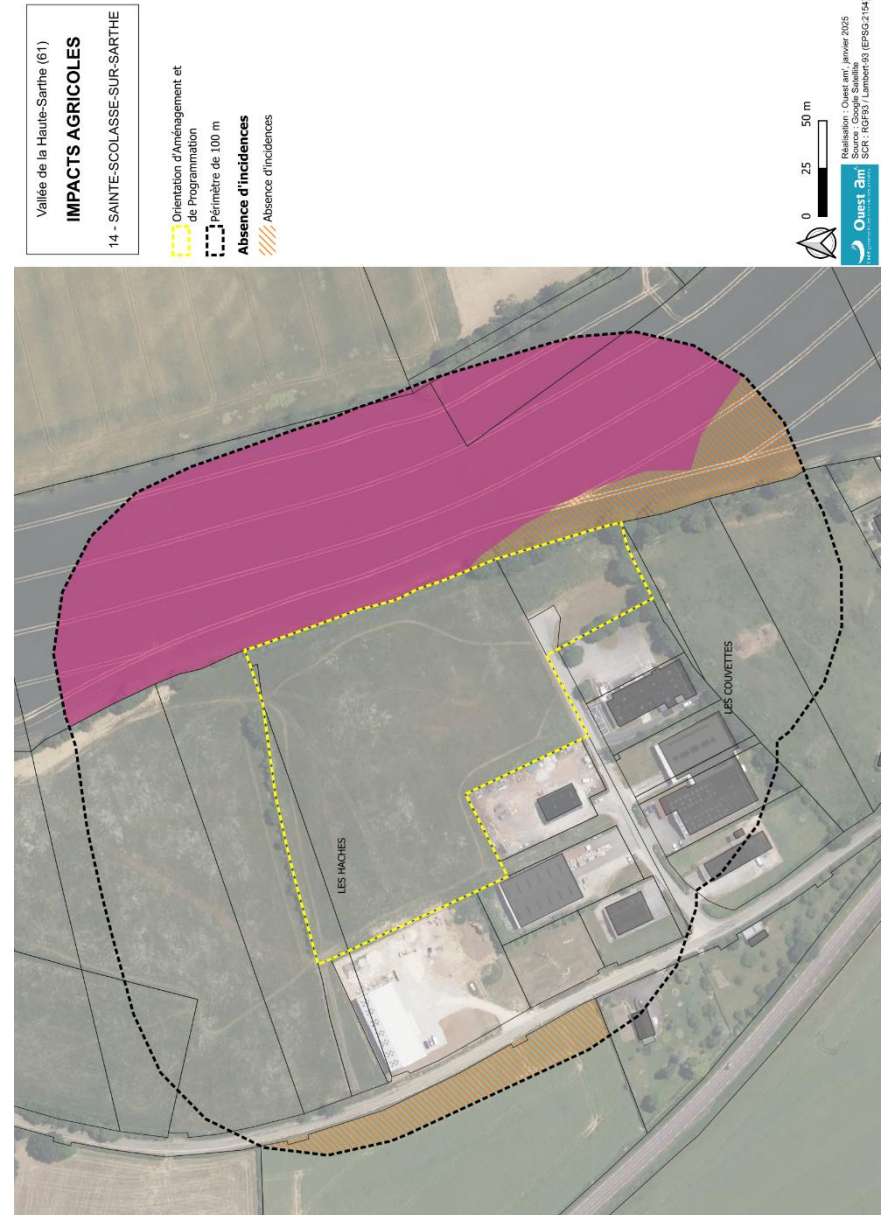 Vallée de la Haute-Sarthe (61)
IMPACTS AGRICOLES
14 - SAINTE-SCOLASSE-SUR-SARTHE
Orientation d'Aménagement et
de Programmation
Périmètre de 100 m
Absence d'incidences
Absence d'incidences
0 25 50 m
Ouest am'
Réalisation : Ouest am', janvier 2025
Source : Google Satellite
SCR : RGF93 / Lambert-93 (EPSG:2154)
LES HACHES
LES COUVETTES